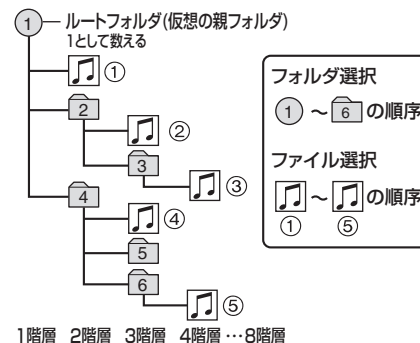 1 ルートフォルダ(仮想の親フォルダ)
1として数える
①
2
②
3
③
4
④
5
6
⑤
1階層 2階層 3階層 4階層…8階層
フォルダ選択
1 ～ 6 の順序
ファイル選択
～ の順序
① ⑤